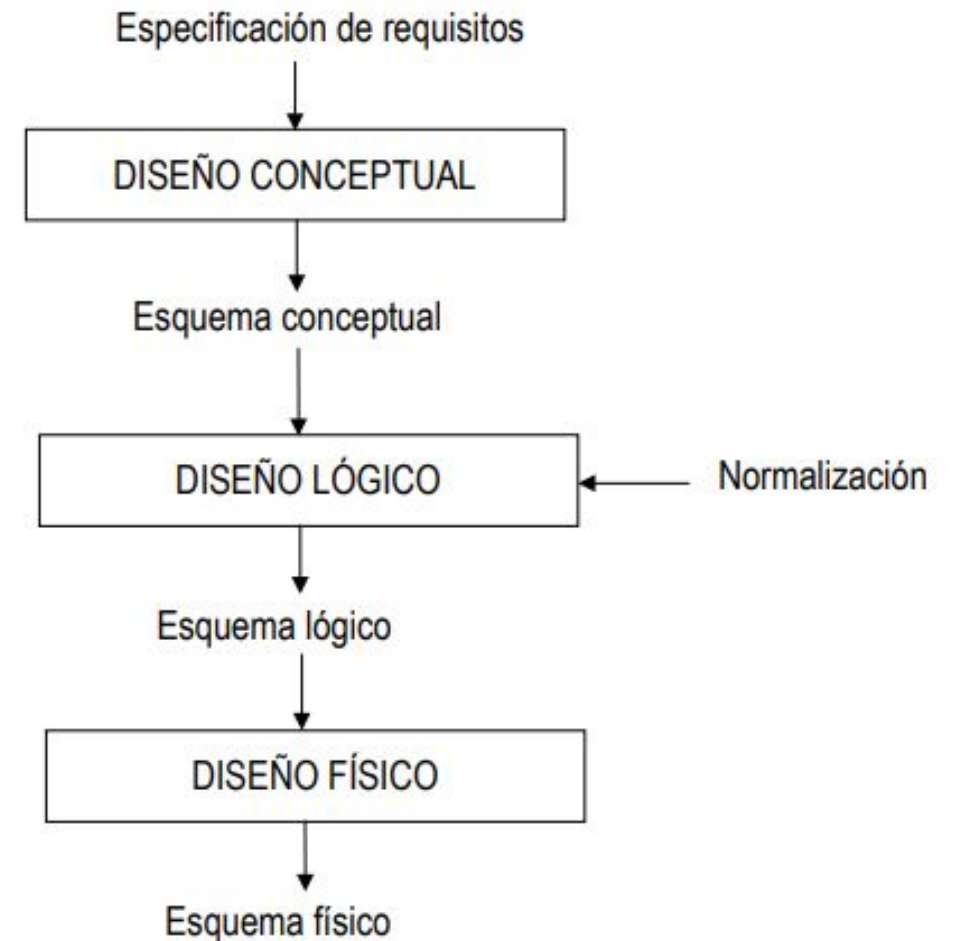 Especificación de requisitos
DISEÑO CONCEPTUAL
Esquema conceptual
DISEÑO LÓGICO
Normalización
Esquema lógico
DISEÑO FÍSICO
Esquema físico